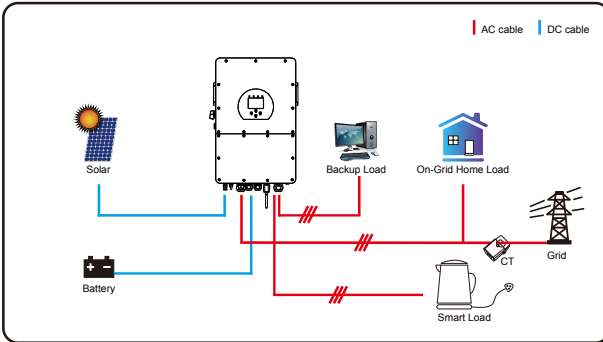 AC cable
DC cable
Solar
Backup Load
On-Grid Home Load
CT
Grid
Battery
Smart Load